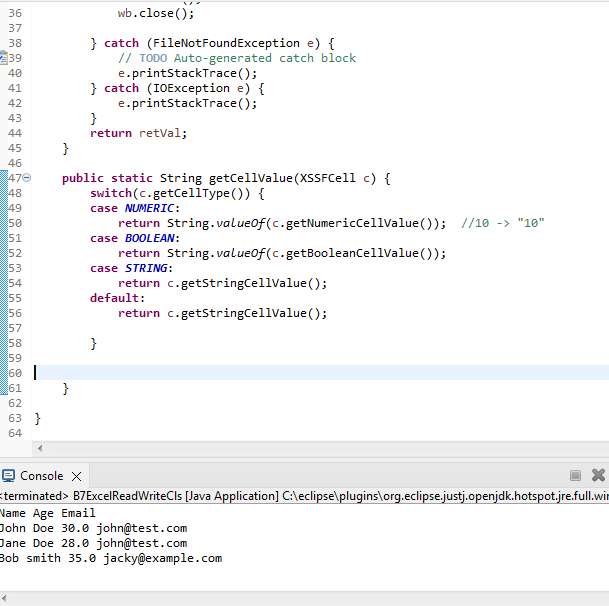 36 wb.close();
37
38 } catch (FileNotFoundException e) {
39 // TODO Auto-generated catch block
40 e.printStackTrace();
41 } catch (IOException e) {
42 e.printStackTrace();
43 }
44 return retVal;
45 }
46
47 public static String getCellValue(XSSFCell c) {
48 switch(c.getCellType()) {
49 case NUMERIC:
50 return String.valueOf(c.getNumericCellValue()); //10 -> "10"
51 case BOOLEAN:
52 return String.valueOf(c.getBooleanCellValue());
53 case STRING:
54 return c.getStringCellValue();
55 default:
56 return c.getStringCellValue();
57
58 }
59
60
61 }
62
63 }
64
Console
<terminated> B7ExcelReadWriteCls [Java Application] C:\eclipse\plugins\org.eclipse.justj.openjdk.hotspot.jre.full.win
Name Age Email
John Doe 30.0 john@test.com
Jane Doe 28.0 john@test.com
Bob smith 35.0 jacky@example.com